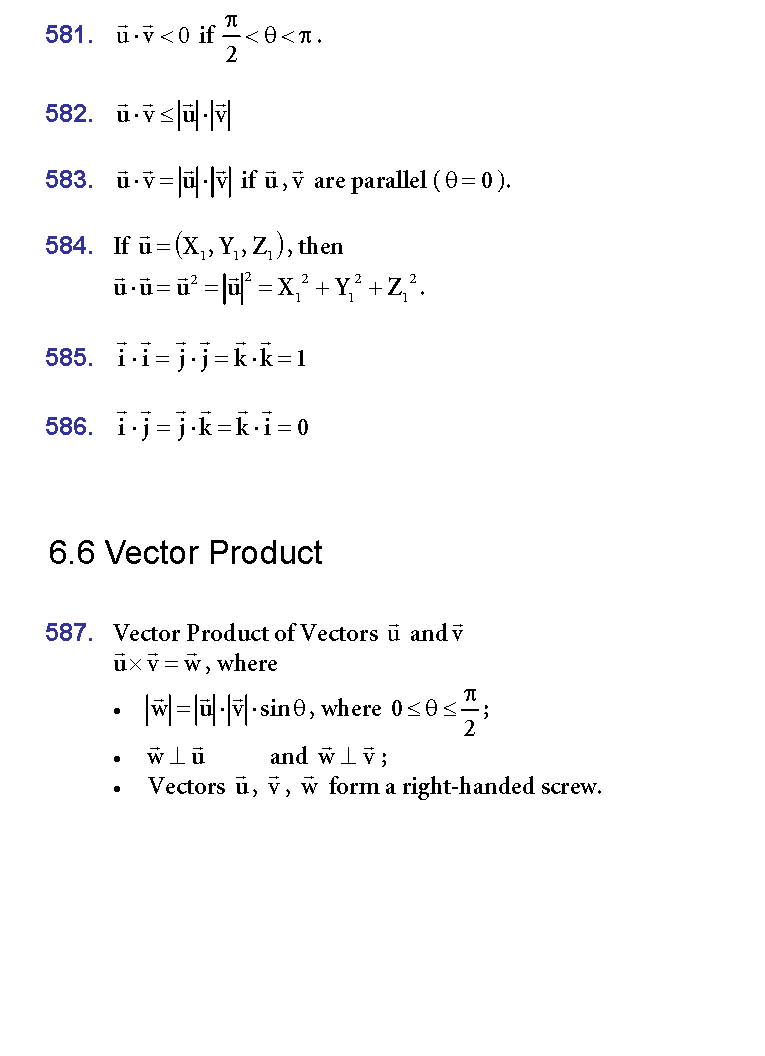 581. $\vec{u} \cdot \vec{v} < 0$ if $\frac{\pi}{2} < \theta < \pi$.
582. $\vec{u} \cdot \vec{v} \leq |\vec{u}| \cdot |\vec{v}|$
583. $\vec{u} \cdot \vec{v} = |\vec{u}| \cdot |\vec{v}|$ if $\vec{u}, \vec{v}$ are parallel ($\theta = 0$).
584. If $\vec{u} = (X_1, Y_1, Z_1)$, then
$\vec{u} \cdot \vec{u} = \vec{u}^2 = |\vec{u}|^2 = X_1^2 + Y_1^2 + Z_1^2$.
585. $\vec{i} \cdot \vec{i} = \vec{j} \cdot \vec{j} = \vec{k} \cdot \vec{k} = 1$
586. $\vec{i} \cdot \vec{j} = \vec{j} \cdot \vec{k} = \vec{k} \cdot \vec{i} = 0$
6.6 Vector Product
587. Vector Product of Vectors $\vec{u}$ and $\vec{v}$
$\vec{u} \times \vec{v} = \vec{w}$, where
• $|\vec{w}| = |\vec{u}| \cdot |\vec{v}| \cdot \sin\theta$, where $0 \leq \theta \leq \frac{\pi}{2}$;
• $\vec{w} \perp \vec{u}$ and $\vec{w} \perp \vec{v}$;
• Vectors $\vec{u}$, $\vec{v}$, $\vec{w}$ form a right-handed screw.